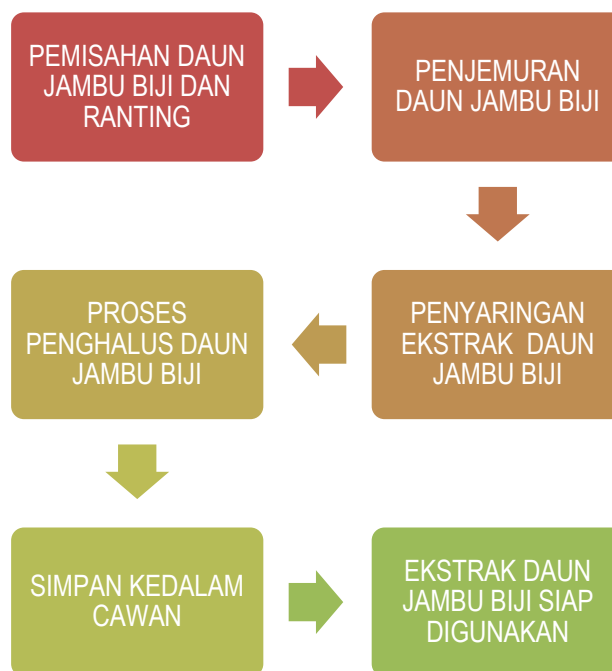 PEMISAHAN DAUN
JAMBU BIJI DAN
RANTING
PENJEMURAN
DAUN JAMBU BIJI
PENYARINGAN
EKSTRAK DAUN
JAMBU BIJI
PROSES
PENGHALUS DAUN
JAMBU BIJI
SIMPAN KEDALAM
CAWAN
EKSTRAK DAUN
JAMBU BIJI SIAP
DIGUNAKAN